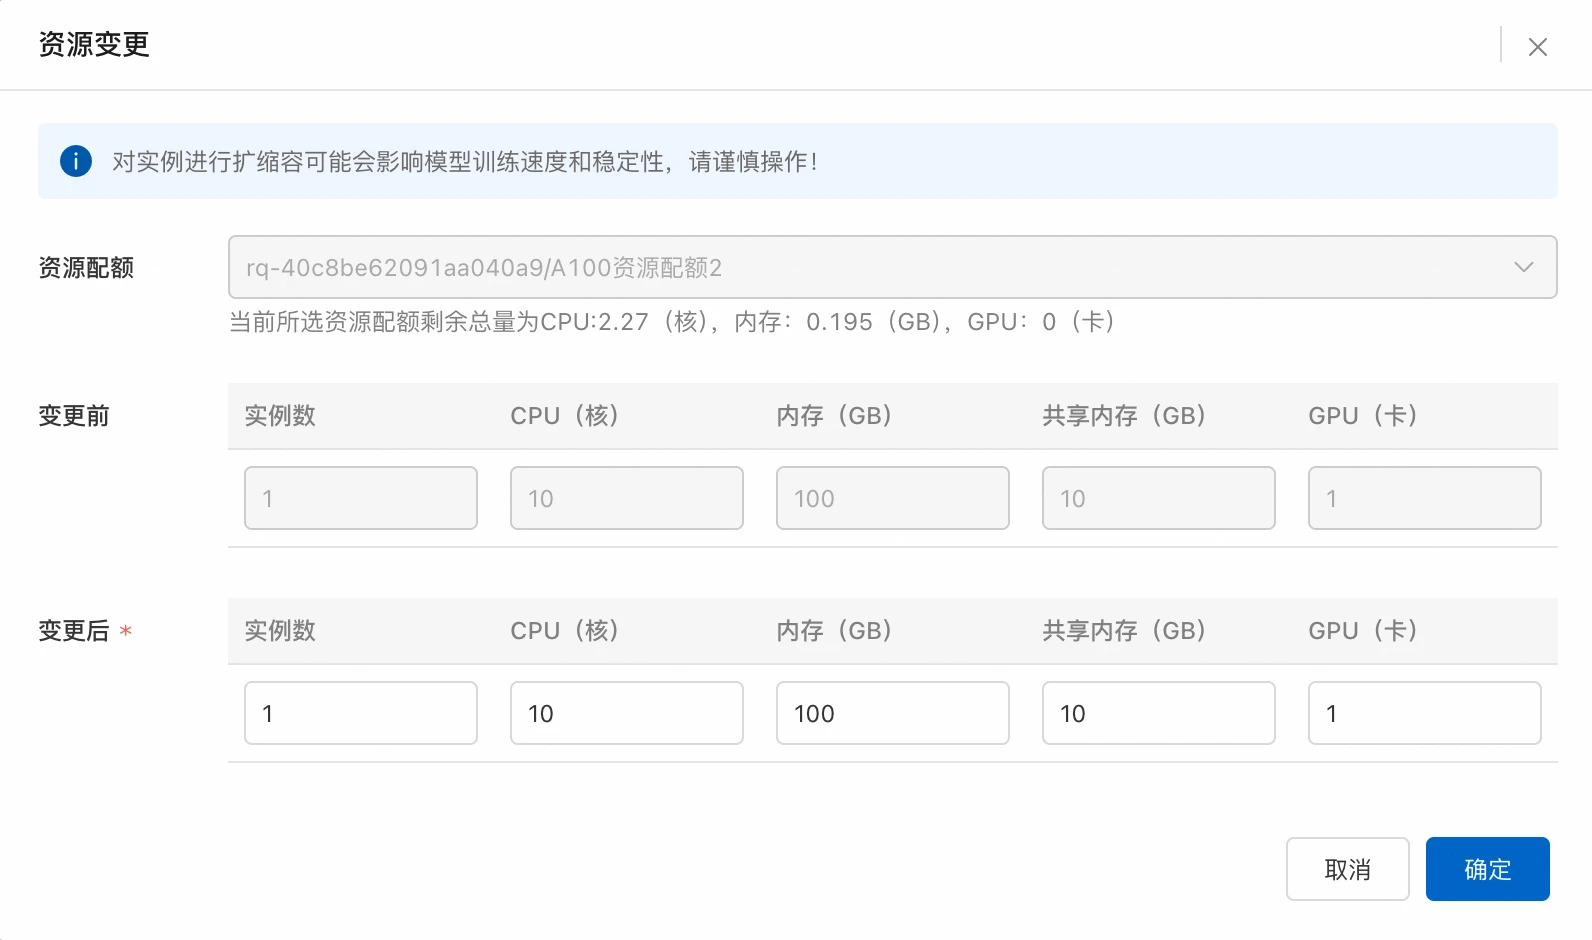 资源变更
对实例进行扩缩容可能会影响模型训练速度和稳定性，请谨慎操作！
资源配额
rq-40c8be62091aa040a9/A100资源配额2
当前所选资源配额剩余总量为CPU:2.27（核），内存：0.195（GB），GPU：0（卡）
变更前
实例数 CPU（核） 内存（GB） 共享内存（GB） GPU（卡）
1 10 100 10 1
变更后 *
实例数 CPU（核） 内存（GB） 共享内存（GB） GPU（卡）
1 10 100 10 1
取消 确定